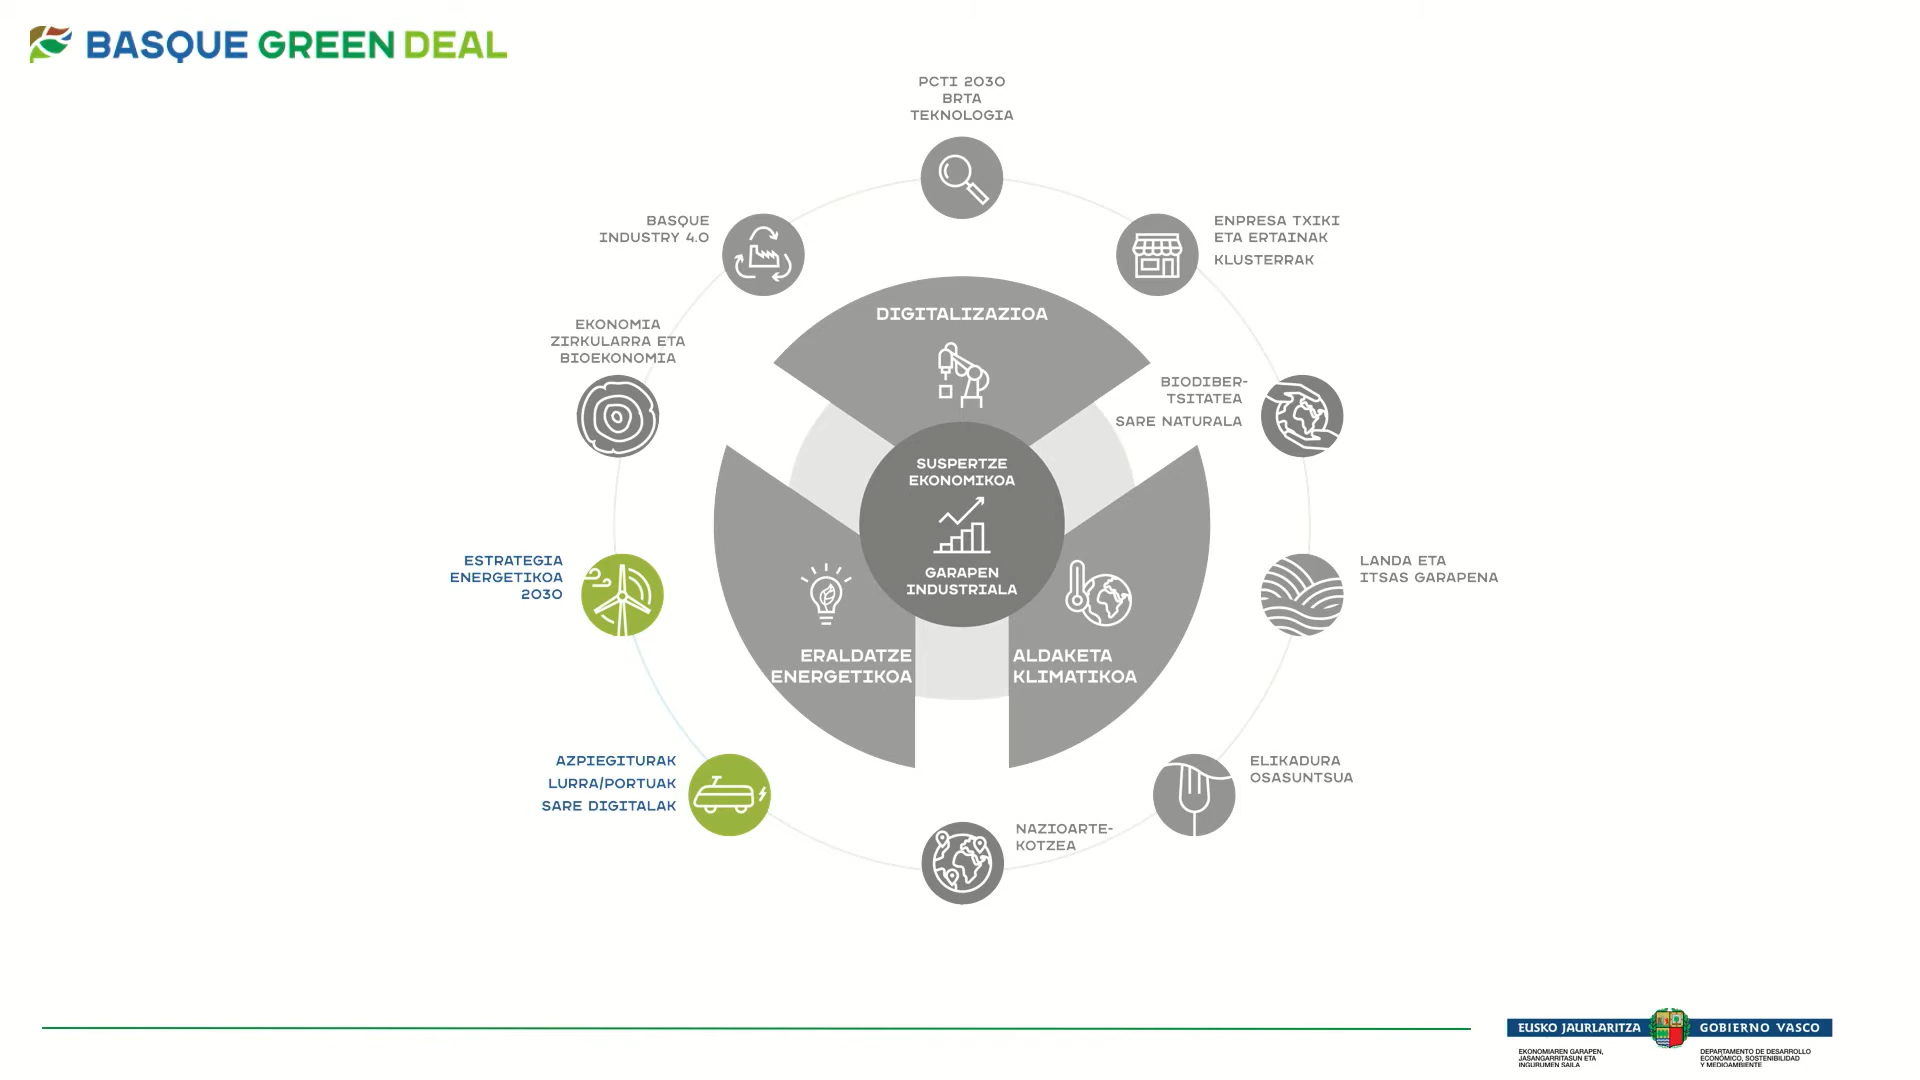 BASQUE GREEN DEAL
PCTI 2030
BRTA
TEKNOLOGIA
BASQUE
INDUSTRY 4.0
ENPRESA TXIKI
ETA ERTAINAK
KLUSTERRAK
DIGITALIZAZIOA
EKONOMIA
ZIRKULARRA ETA
BIOEKONOMIA
BIODIBER-
TSITATEA
SARE NATURALA
SUSPERTZE
EKONOMIKOA
GARAPEN
INDUSTRIALA
ESTRATEGIA
ENERGETIKOA
2030
LANDA ETA
ITSAS GARAPENA
ERALDATZE
ENERGETIKOA
ALDAKETA
KLIMATIKOA
AZPIEGITURAK
LURRA/PORTUAK
SARE DIGITALAK
ELIKADURA
OSASUNTSUA
NAZIOARTE-
KOTZEA
EUSKO JAURLARITZA
GOBIERNO VASCO
EKONOMIAREN GARAPEN,
JASANGARRITASUN ETA
INGURUMEN SAILA
DEPARTAMENTO DE DESARROLLO
ECONÓMICO, SOSTENIBILIDAD
Y MEDIOAMBIENTE